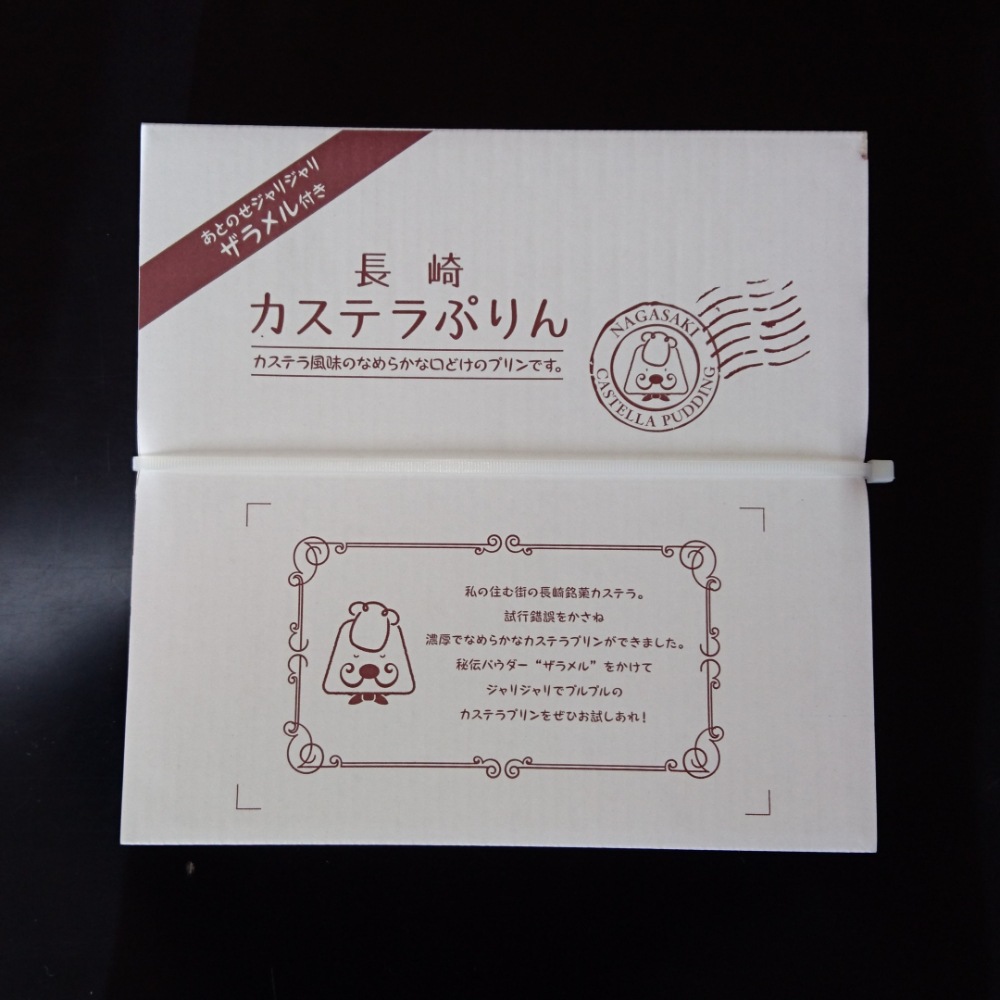 あとのせジャリジャリ
ザラメル付き
長崎
カステラぷりん
カステラ風味のなめらかな口どけのプリンです。
NAGASAKI
CASTELLA PUDDING
私の住む街の長崎銘菓カステラ。
試行錯誤をかさね
濃厚でなめらかなカステラプリンができました。
秘伝パウダー“ザラメル”をかけて
ジャリジャリでプルプルの
カステラプリンをぜひお試しあれ！